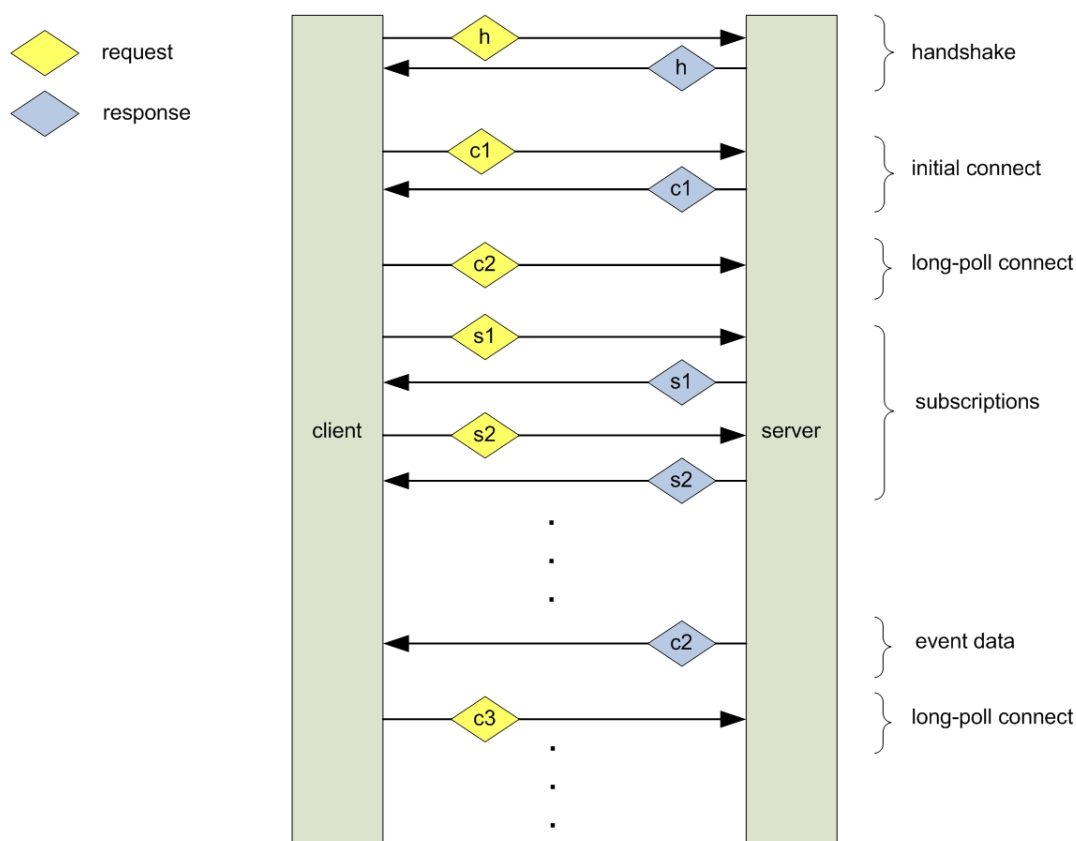 request
response
h
handshake
h
c1
initial connect
c1
c2
long-poll connect
s1
s1
subscriptions
client
s2
server
s2
c2
event data
c3
long-poll connect